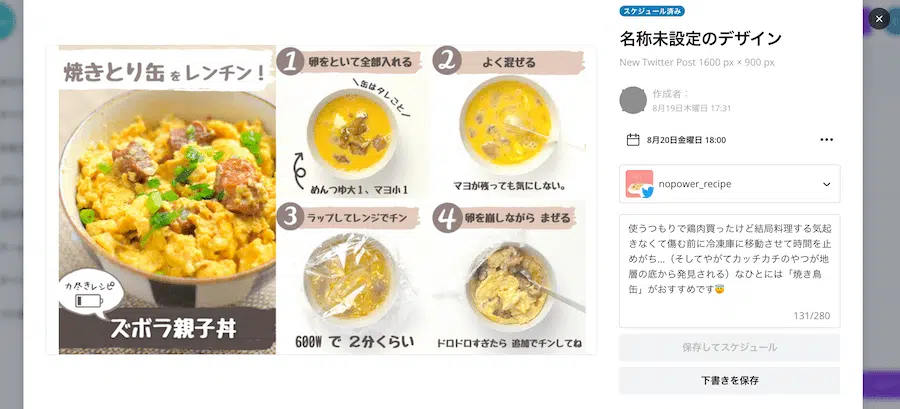 焼きとり缶をレンチン！
力尽きレシピ
ズボラ親子丼
1 卵をといて全部入れる
＼缶はタレごと／
めんつゆ大１、マヨ小１
2 よく混ぜる
マヨが残っても気にしない。
3 ラップしてレンジでチン
600W で 2分くらい
4 卵を崩しながら まぜる
ドロドロすぎたら 追加でチンしてね
スケジュール済み
名称未設定のデザイン
New Twitter Post 1600 px × 900 px
作成者：
8月19日木曜日 17:31
8月20日金曜日 18:00
nopower_recipe
使うつもりで鶏肉買ったけど結局料理する気起
きなくて傷む前に冷凍庫に移動させて時間を止
めがち...（そしてやがてカッチカチのやつが地
層の底から発見される）なひとには「焼き鳥
缶」がおすすめです😇
131/280
保存してスケジュール
下書きを保存